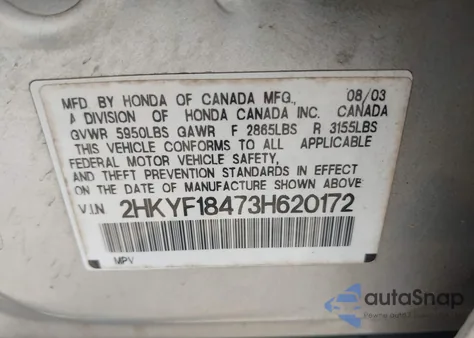 MFD BY HONDA OF CANADA MFG., 08/03
A DIVISION OF HONDA CANADA INC. CANADA
GVWR 5950LBS GAWR F 2865LBS R 3155LBS
THIS VEHICLE CONFORMS TO ALL APPLICABLE
FEDERAL MOTOR VEHICLE SAFETY,
AND THEFT PREVENTION STANDARDS IN EFFECT
ON THE DATE OF MANUFACTURE SHOWN ABOVE
V.I.N 2HKYF18473H620172
MPV
autoSnap